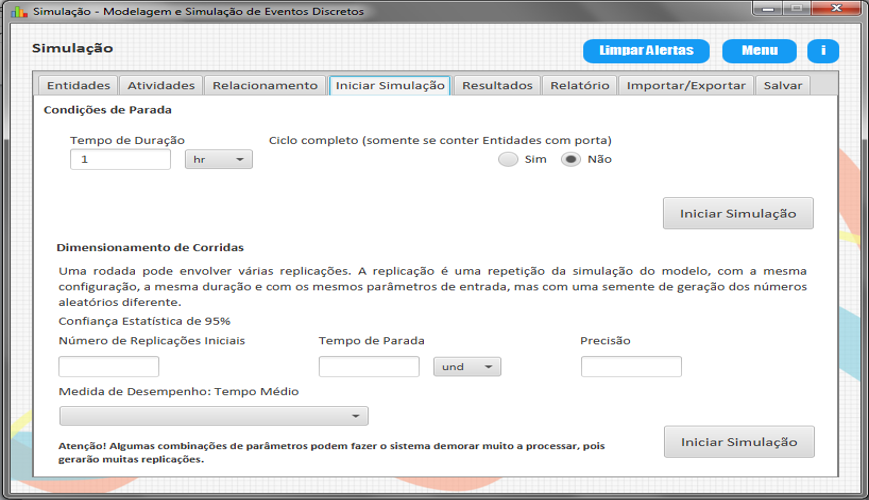 Simulação - Modelagem e Simulação de Eventos Discretos
Simulação
Limpar Alertas Menu i
Entidades Atividades Relacionamento Iniciar Simulação Resultados Relatório Importar/Exportar Salvar
Condições de Parada
Tempo de Duração Ciclo completo (somente se conter Entidades com porta)
1 hr Sim Não
Iniciar Simulação
Dimensionamento de Corridas
Uma rodada pode envolver várias replicações. A replicação é uma repetição da simulação do modelo, com a mesma
configuração, a mesma duração e com os mesmos parâmetros de entrada, mas com uma semente de geração dos números
aleatórios diferente.
Confiança Estatística de 95%
Número de Replicações Iniciais Tempo de Parada Precisão
und
Medida de Desempenho: Tempo Médio
Iniciar Simulação
Atenção! Algumas combinações de parâmetros podem fazer o sistema demorar muito a processar, pois
gerarão muitas replicações.